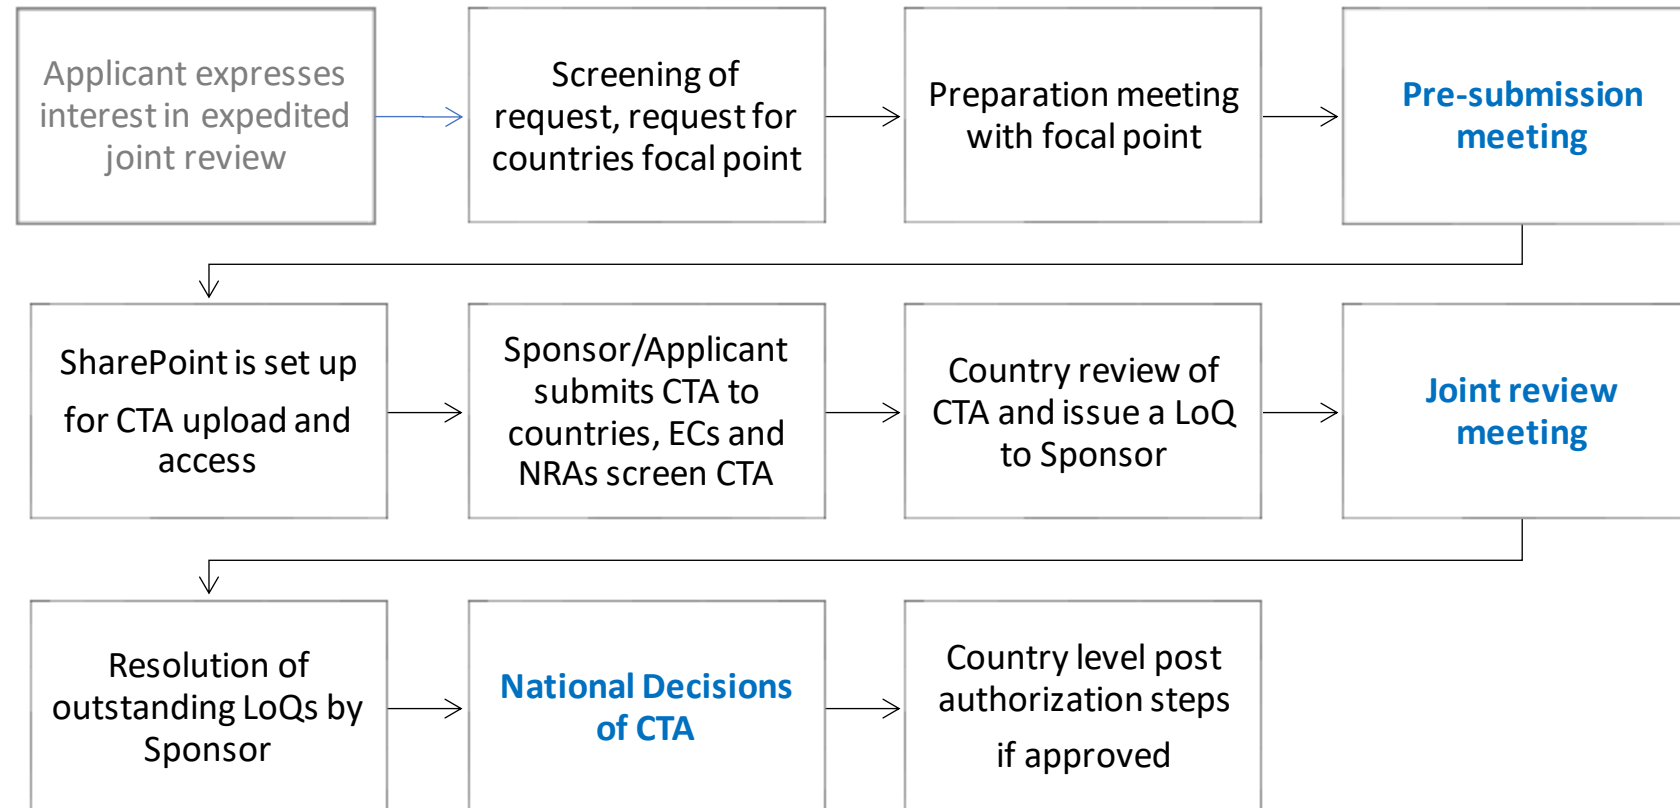 Applicant expresses
interest in expedited
joint review
Screening of
request, request for
countries focal point
Preparation meeting
with focal point
Pre-submission
meeting
SharePoint is set up
for CTA upload and
access
Sponsor/Applicant
submits CTA to
countries, ECs and
NRAs screen CTA
Country review of
CTA and issue a LoQ
to Sponsor
Joint review
meeting
Resolution of
outstanding LoQs by
Sponsor
National Decisions
of CTA
Country level post
authorization steps
if approved